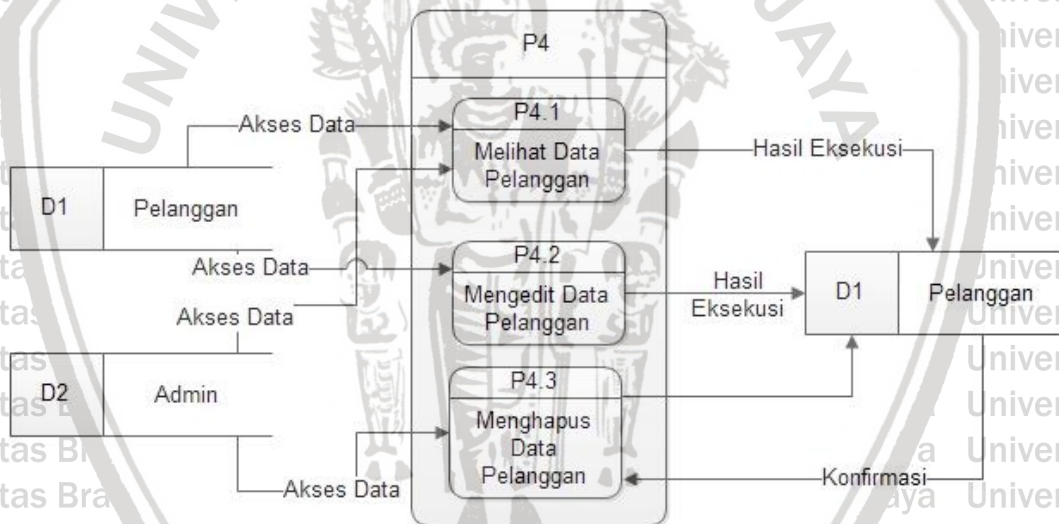 P4
P4.1
Melihat Data
Pelanggan
Akses Data
Hasil Eksekusi
D1
Pelanggan
P4.2
Mengedit Data
Pelanggan
Akses Data
Akses Data
Hasil
Eksekusi
D1
Pelanggan
D2
Admin
P4.3
Menghapus
Data
Pelanggan
Akses Data
Konfirmasi